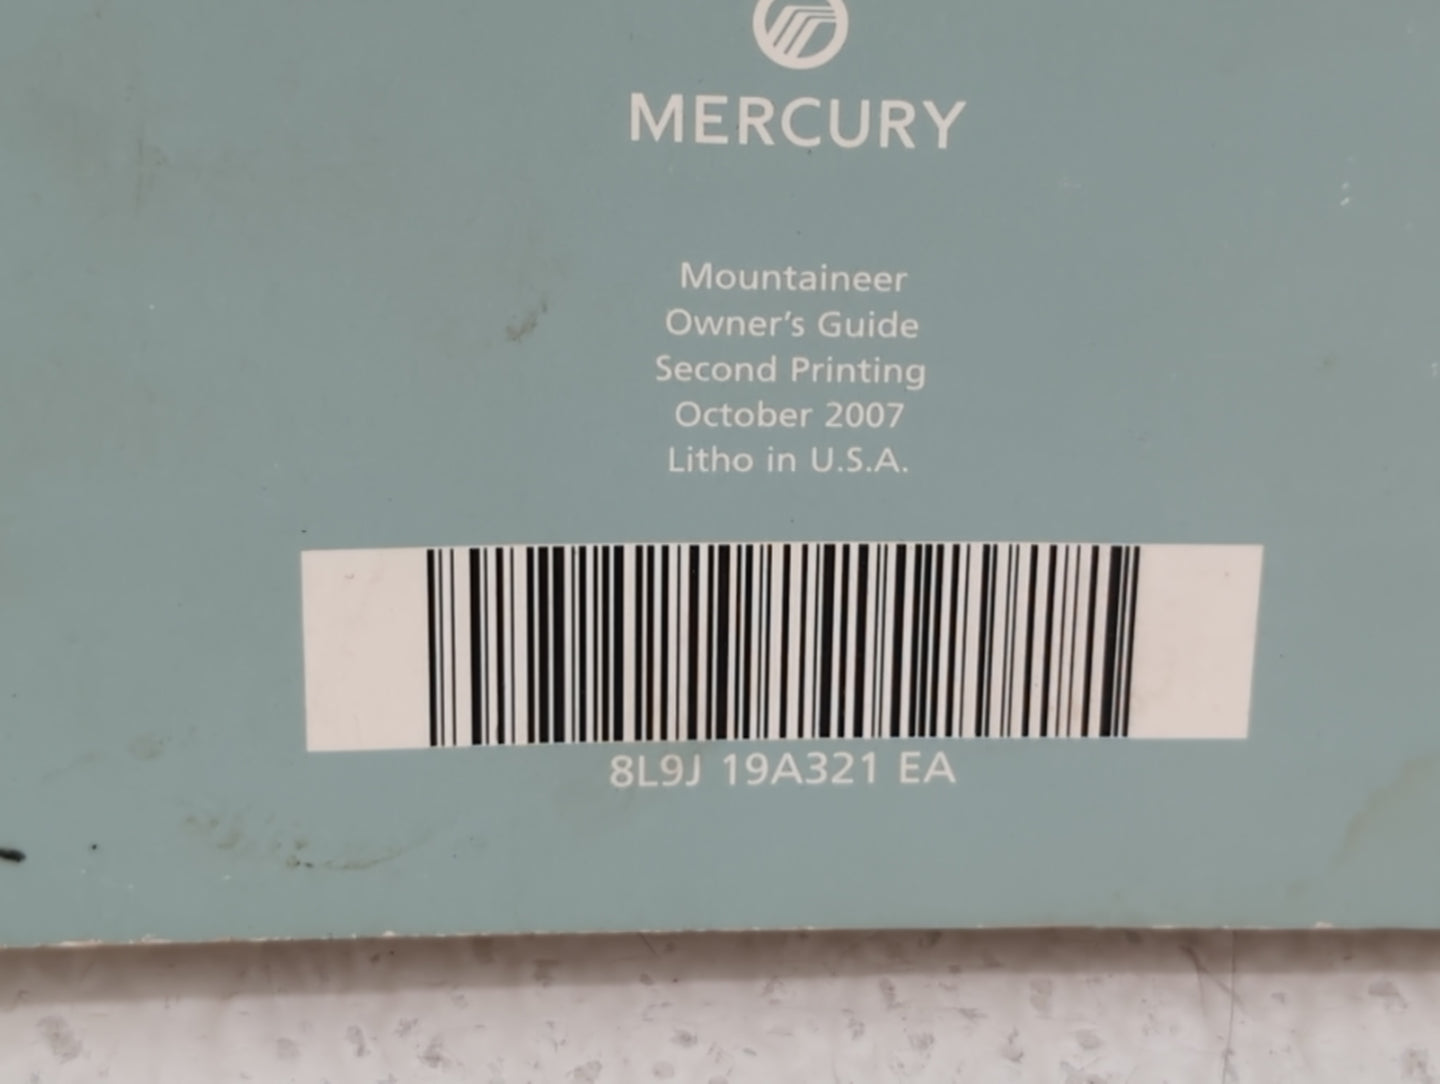 MERCURY
Mountaineer
Owner's Guide
Second Printing
October 2007
Litho in U.S.A.
8L9J 19A321 EA